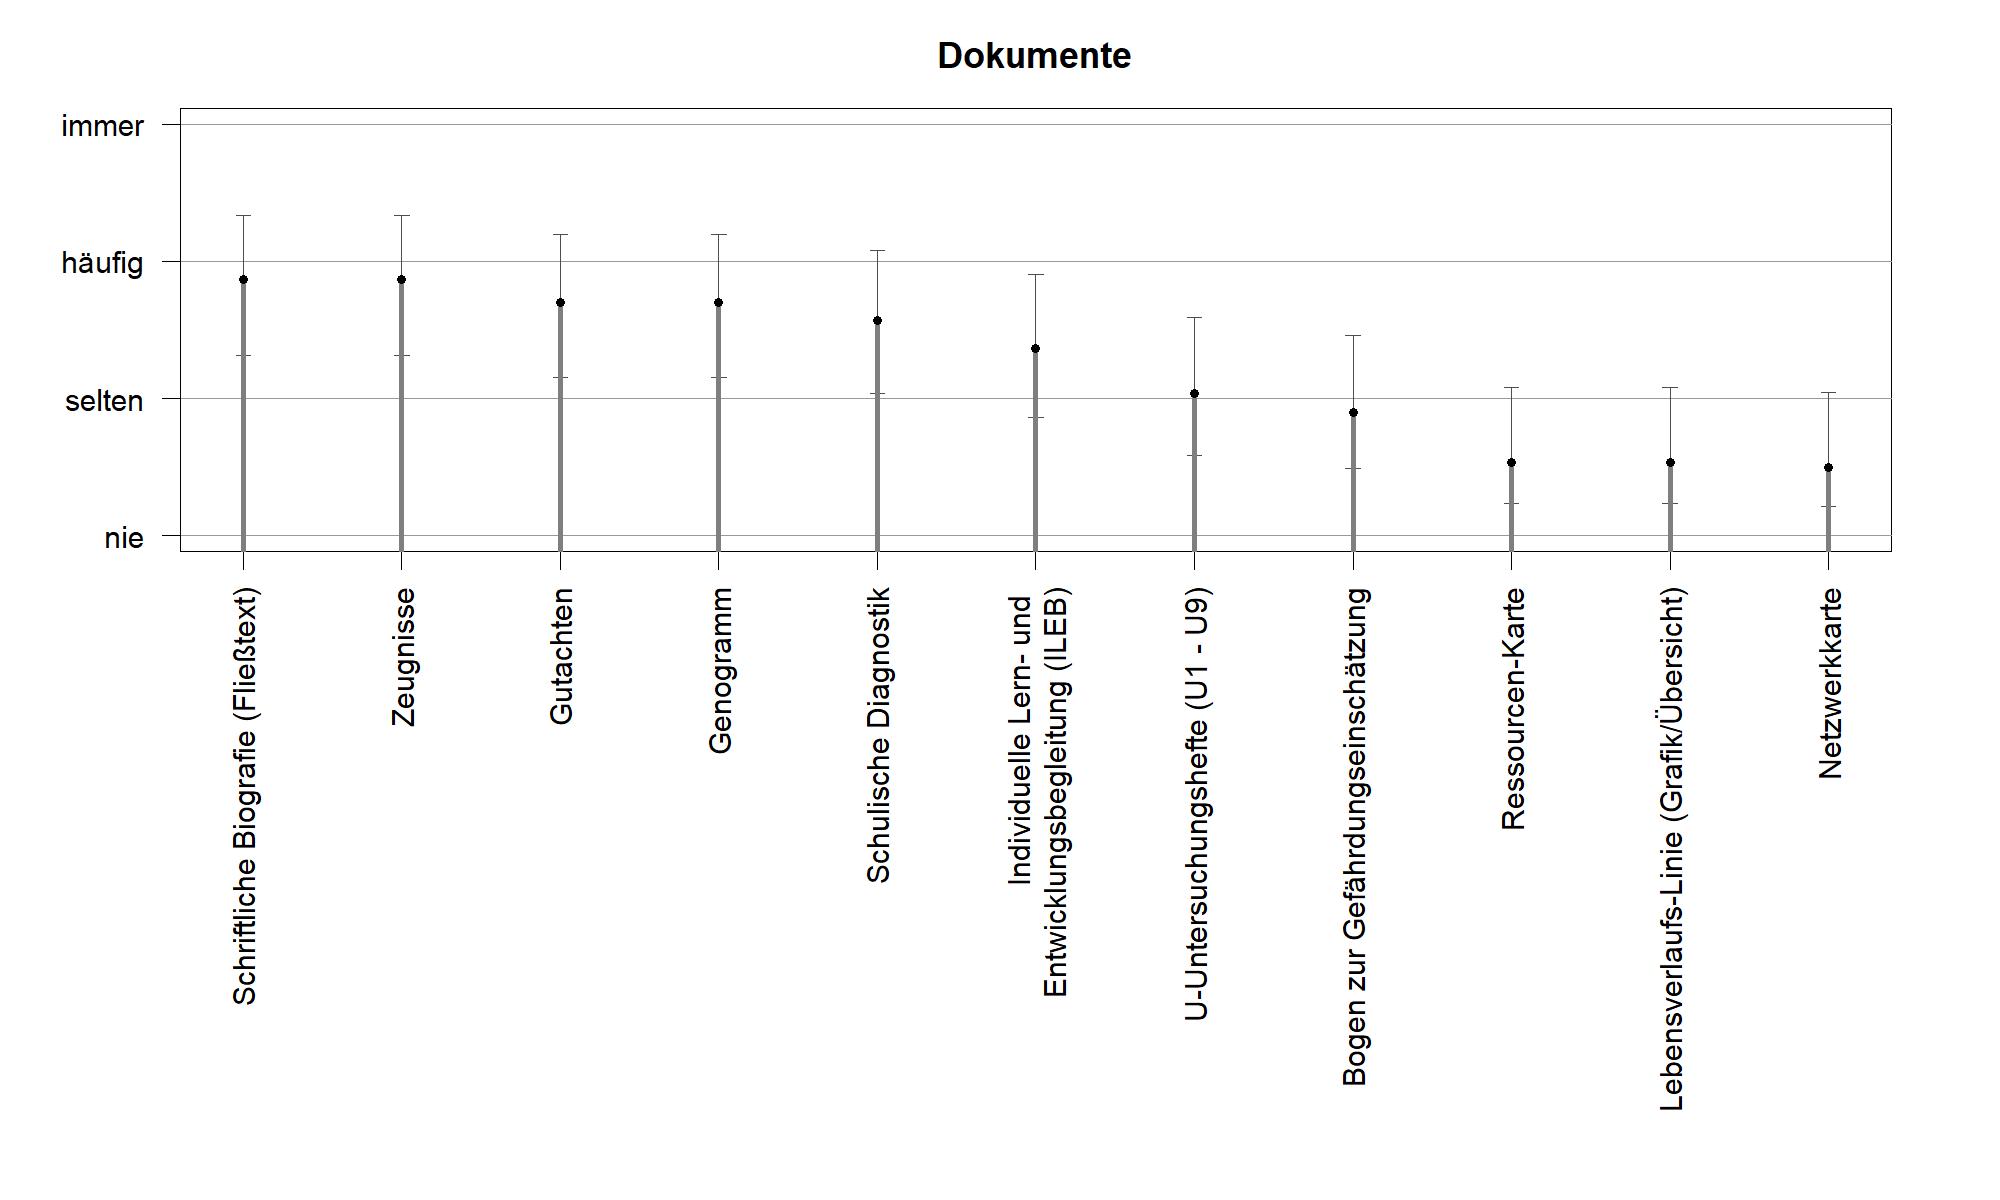 Dokumente
immer
häufig
selten
nie
Schriftliche Biografie (Fließtext)
Zeugnisse
Gutachten
Genogramm
Schulische Diagnostik
Individuelle Lern- und
Entwicklungsbegleitung (ILEB)
U-Untersuchungshefte (U1 - U9)
Bogen zur Gefährdungseinschätzung
Ressourcen-Karte
Lebensverlaufs-Linie (Grafik/Übersicht)
Netzwerkkarte